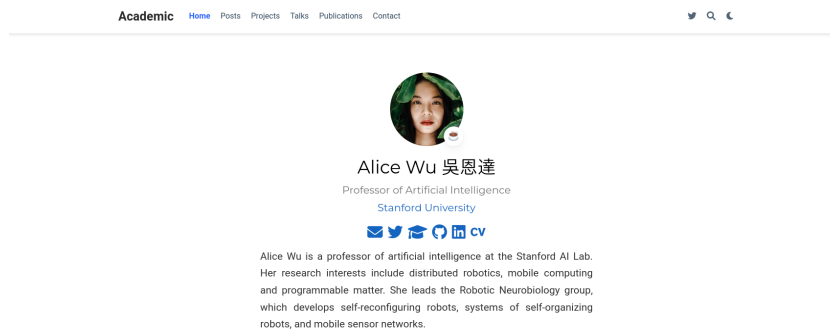 Academic Home Posts Projects Talks Publications Contact
Alice Wu 吳恩達
Professor of Artificial Intelligence
Stanford University
CV
Alice Wu is a professor of artificial intelligence at the Stanford AI Lab.
Her research interests include distributed robotics, mobile computing
and programmable matter. She leads the Robotic Neurobiology group,
which develops self-reconfiguring robots, systems of self-organizing
robots, and mobile sensor networks.